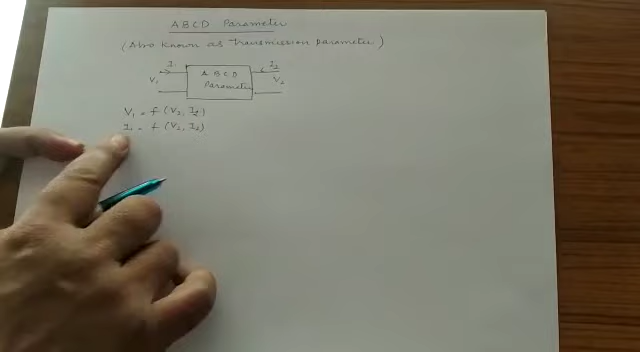 ABCD Parameter
(Also known as transmission parameter)
I₁ I₂
V₁ ABCD V₂
Parameter
V₁ = f (V₂, I₂)
I₁ = f (V₂, I₂)